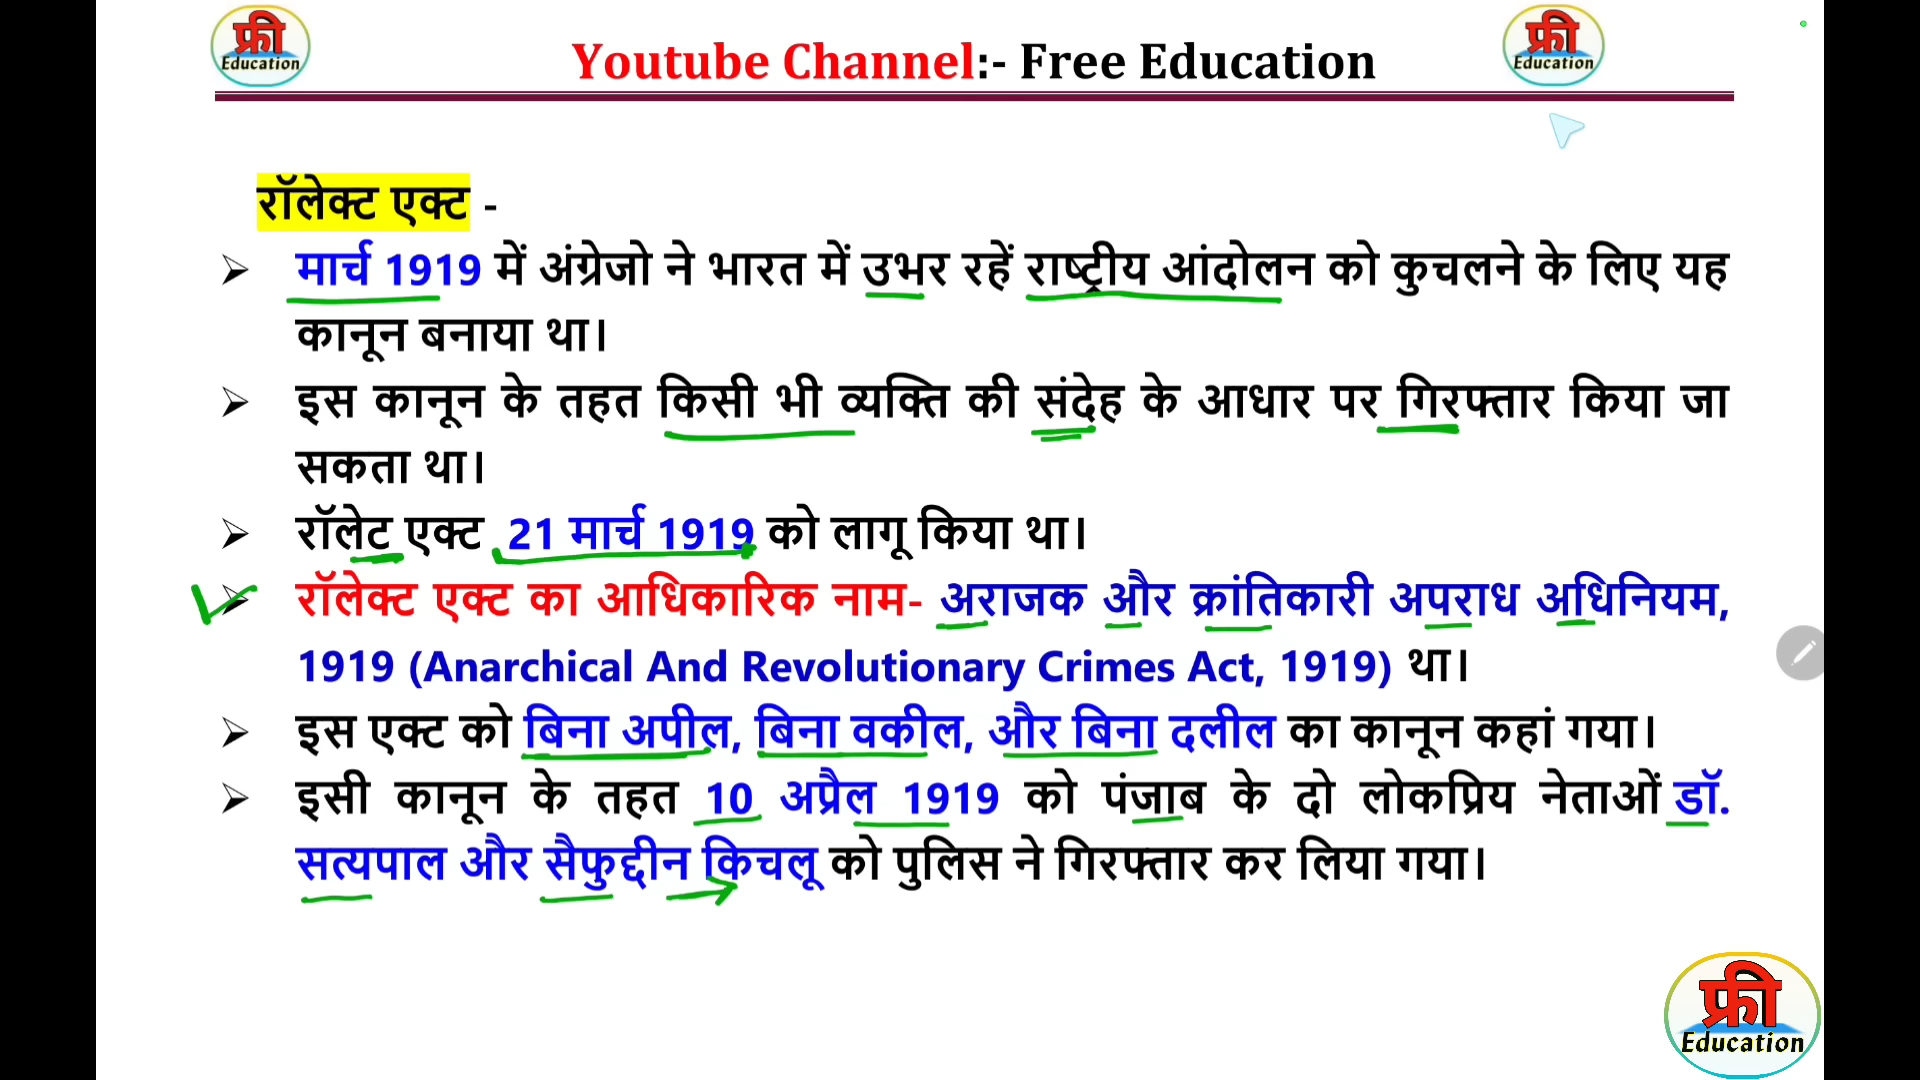 फ्री
Education
Youtube Channel:- Free Education
फ्री
Education
रॉलेक्ट एक्ट -
➢ मार्च 1919 में अंग्रेजो ने भारत में उभर रहें राष्ट्रीय आंदोलन को कुचलने के लिए यह
कानून बनाया था।
➢ इस कानून के तहत किसी भी व्यक्ति की संदेह के आधार पर गिरफ्तार किया जा
सकता था।
➢ रॉलेट एक्ट 21 मार्च 1919 को लागू किया था।
➢ रॉलेक्ट एक्ट का आधिकारिक नाम- अराजक और क्रांतिकारी अपराध अधिनियम,
1919 (Anarchical And Revolutionary Crimes Act, 1919) था।
➢ इस एक्ट को बिना अपील, बिना वकील, और बिना दलील का कानून कहां गया।
➢ इसी कानून के तहत 10 अप्रैल 1919 को पंजाब के दो लोकप्रिय नेताओं डॉ.
सत्यपाल और सैफुद्दीन किचलू को पुलिस ने गिरफ्तार कर लिया गया।
फ्री
Education